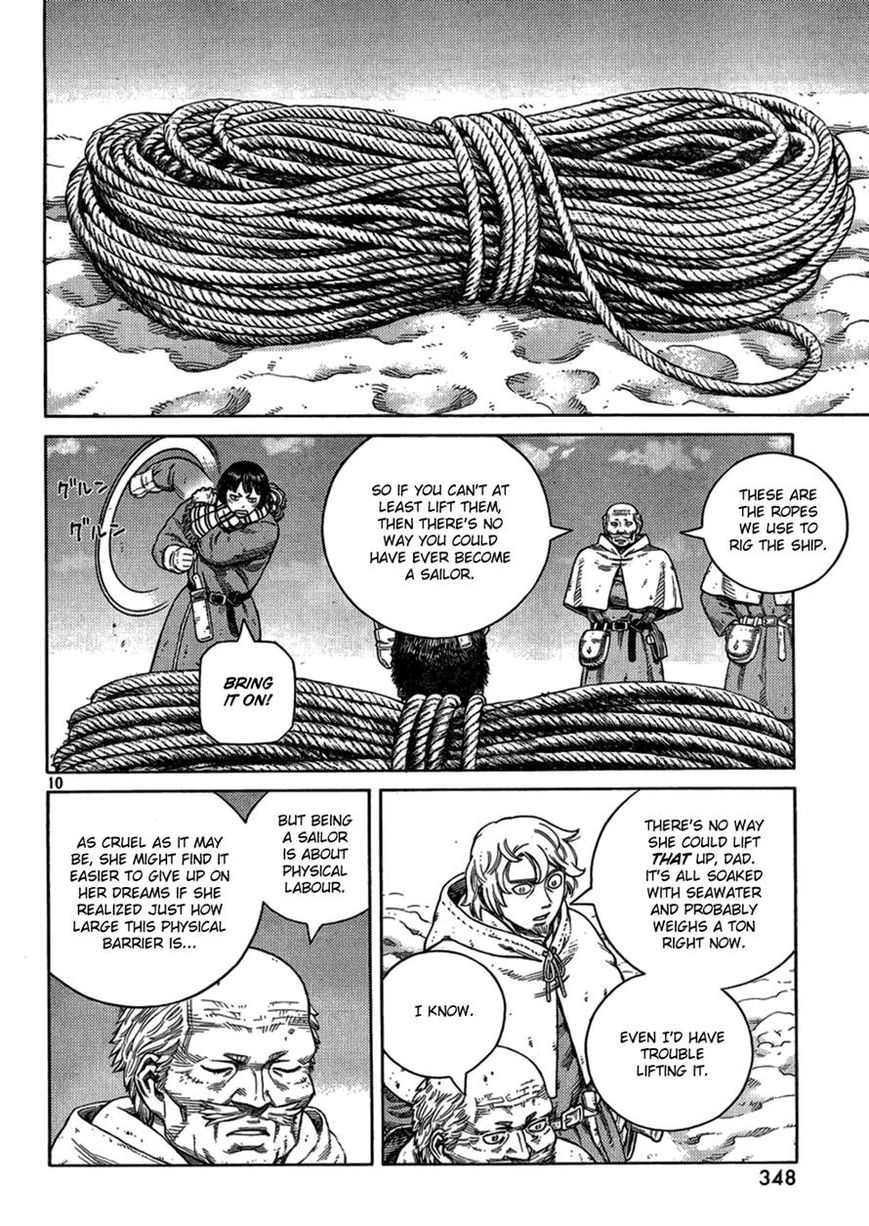 THESE ARE
THE ROPES
WE USE TO
RIG THE SHIP.
SO IF YOU CAN'T AT
LEAST LIFT THEM,
THEN THERE'S NO
WAY YOU COULD
HAVE EVER BECOME
A SAILOR.
グルン
グルン
BRING
IT ON!
10
THERE'S NO WAY
SHE COULD LIFT
THAT UP, DAD.
IT'S ALL SOAKED
WITH SEAWATER
AND PROBABLY
WEIGHS A TON
RIGHT NOW.
EVEN I'D HAVE
TROUBLE
LIFTING IT.
I KNOW.
BUT BEING
A SAILOR
IS ABOUT
PHYSICAL
LABOUR.
AS CRUEL AS IT MAY
BE, SHE MIGHT FIND IT
EASIER TO GIVE UP ON
HER DREAMS IF SHE
REALIZED JUST HOW
LARGE THIS PHYSICAL
BARRIER IS...
348